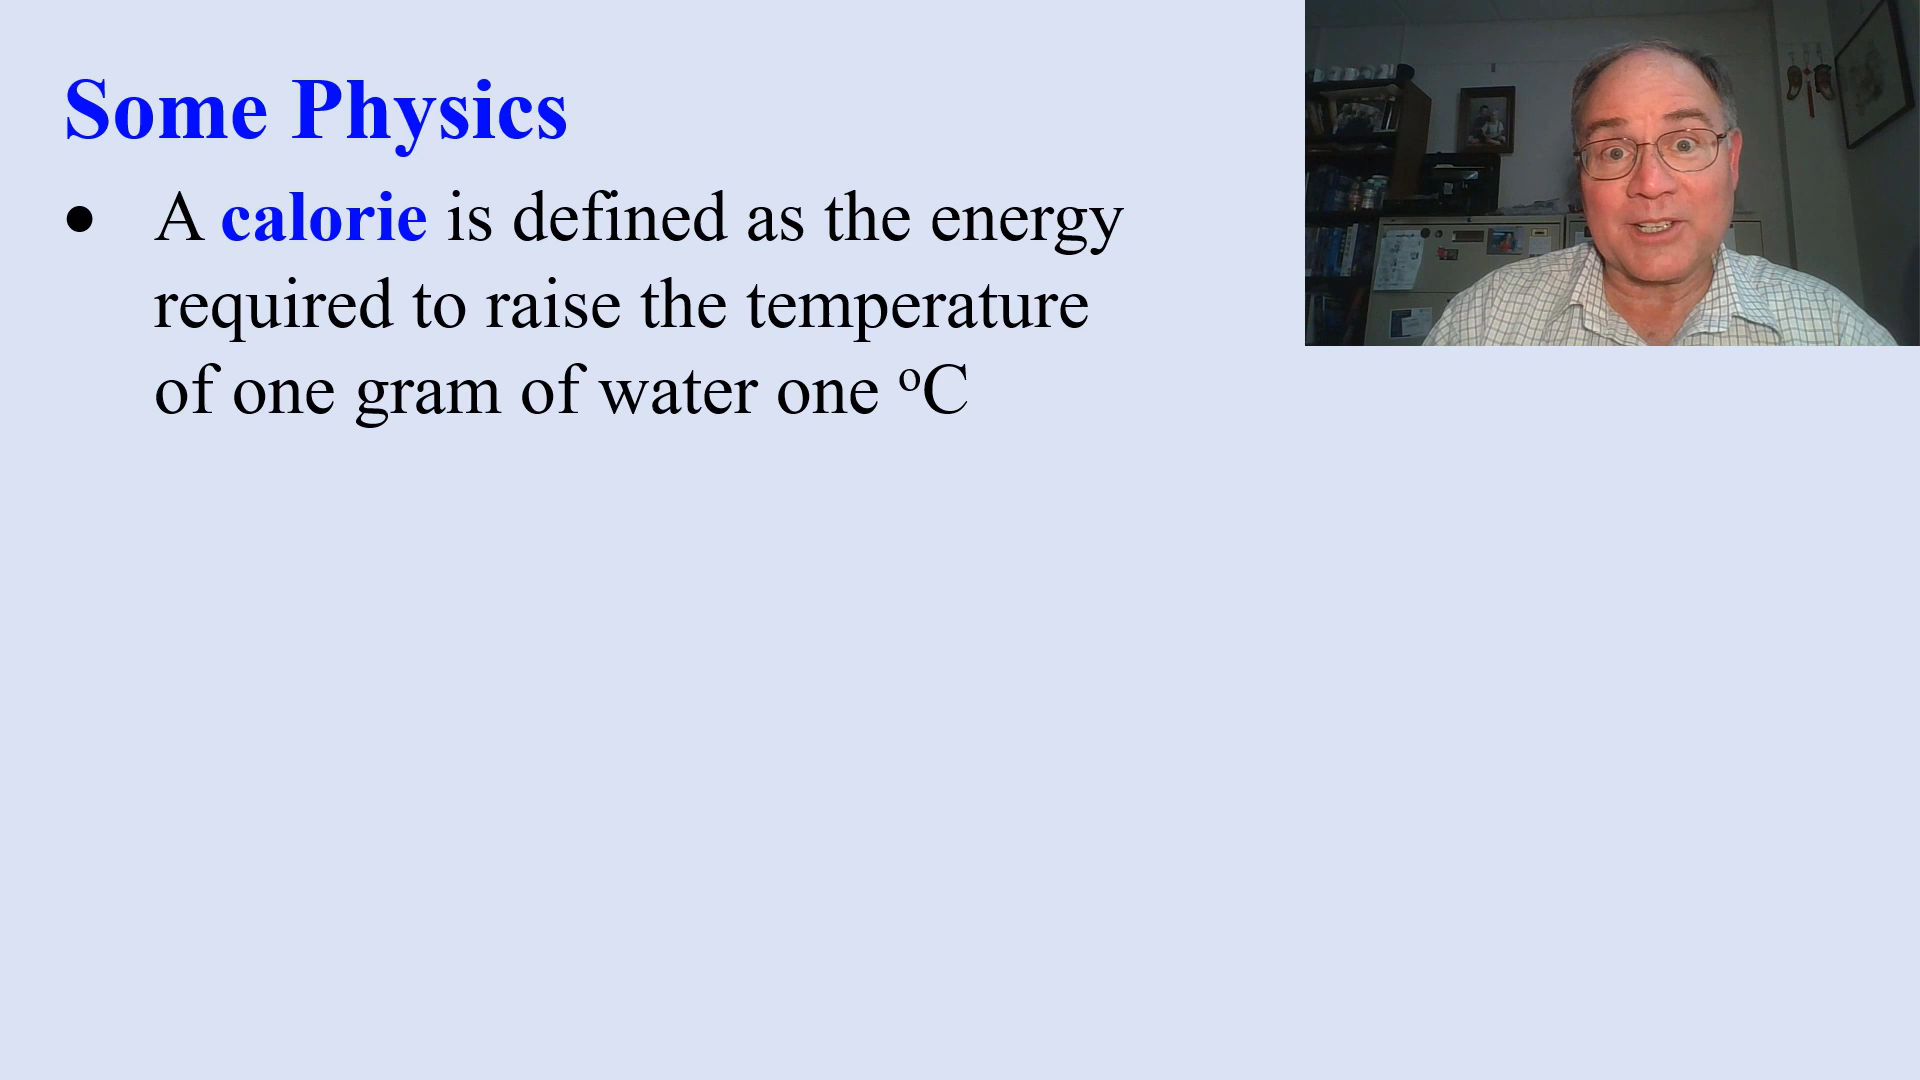 Some Physics
• A calorie is defined as the energy
required to raise the temperature
of one gram of water one ºC